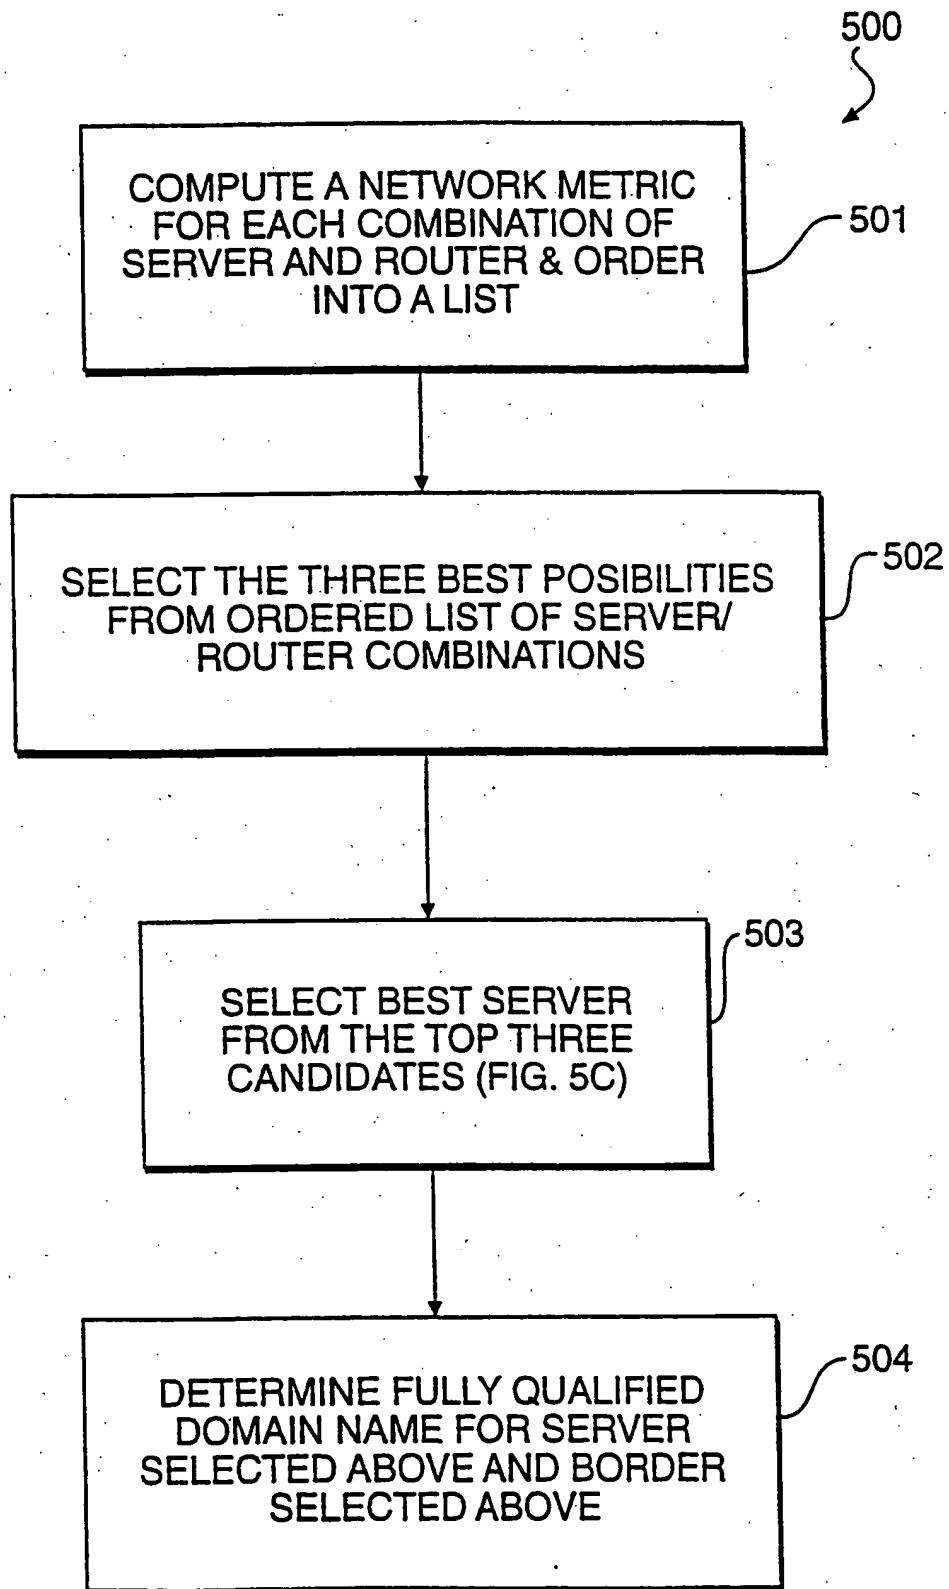 500
COMPUTE A NETWORK METRIC
FOR EACH COMBINATION OF
SERVER AND ROUTER & ORDER
INTO A LIST
501
SELECT THE THREE BEST POSIBILITIES
FROM ORDERED LIST OF SERVER/
ROUTER COMBINATIONS
502
SELECT BEST SERVER
FROM THE TOP THREE
CANDIDATES (FIG. 5C)
503
DETERMINE FULLY QUALIFIED
DOMAIN NAME FOR SERVER
SELECTED ABOVE AND BORDER
SELECTED ABOVE
504